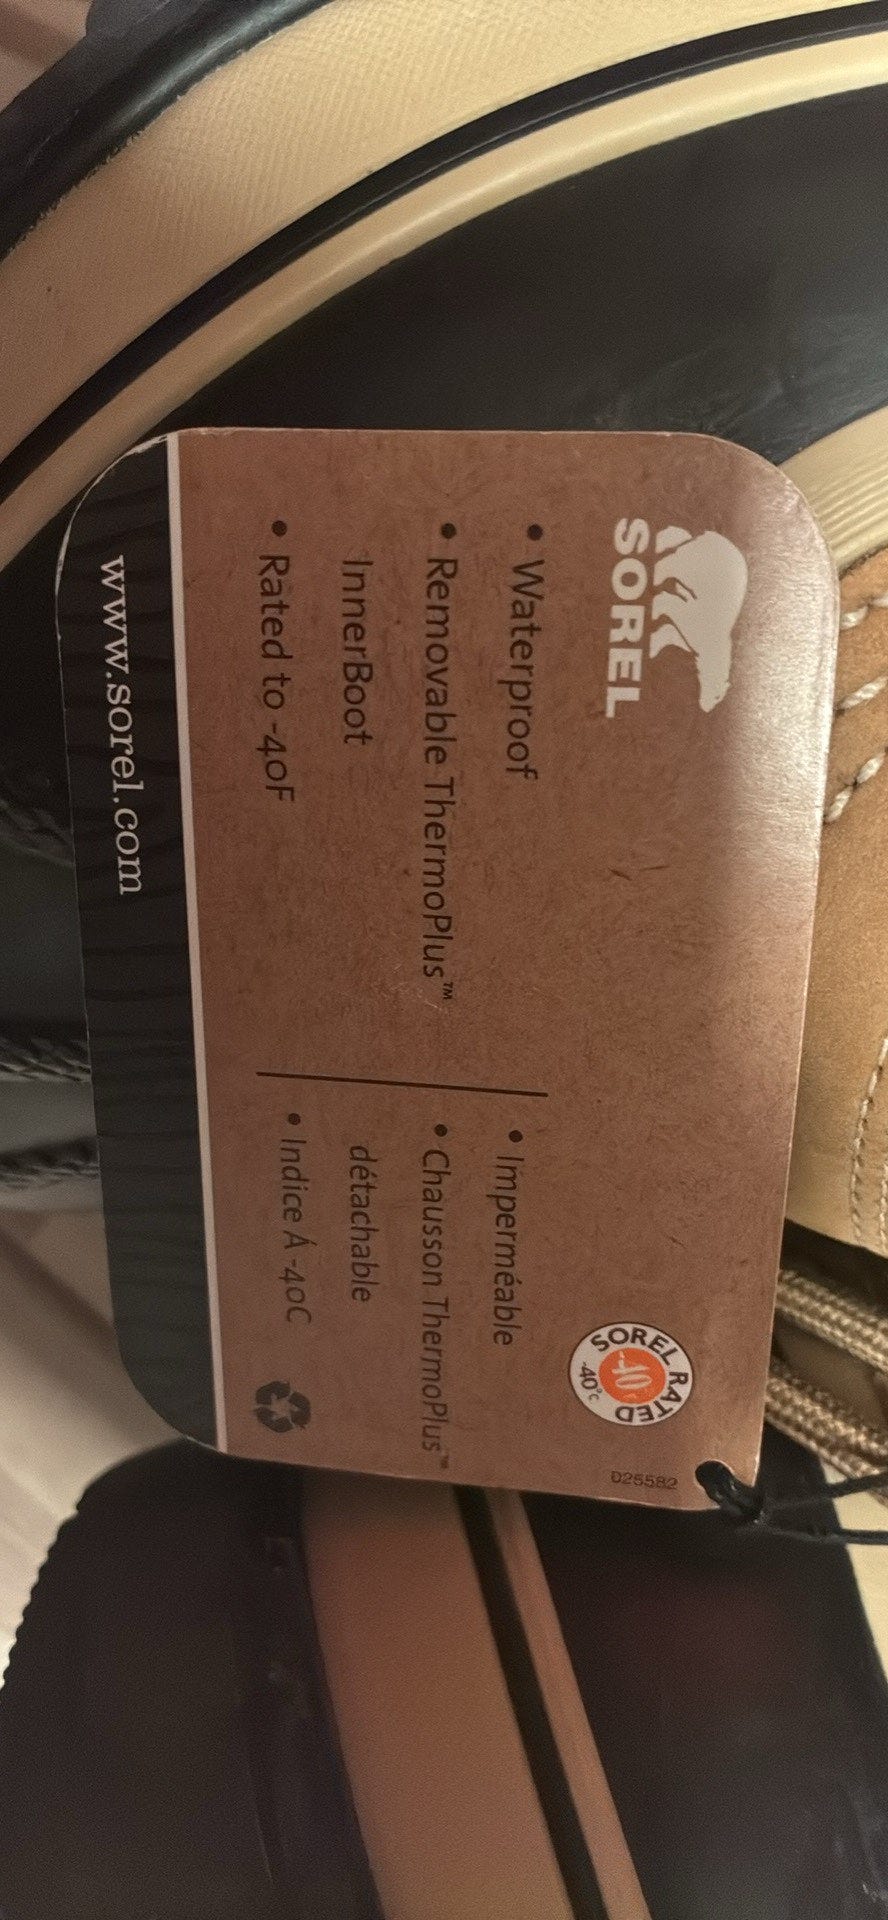 SOREL
SOREL RATED
-40°
-40°C
D25582
• Waterproof
• Removable ThermoPlus™
InnerBoot
• Rated to -40F
• Imperméable
• Chausson ThermoPlus™
détachable
• Indice Á -40C
www.sorel.com